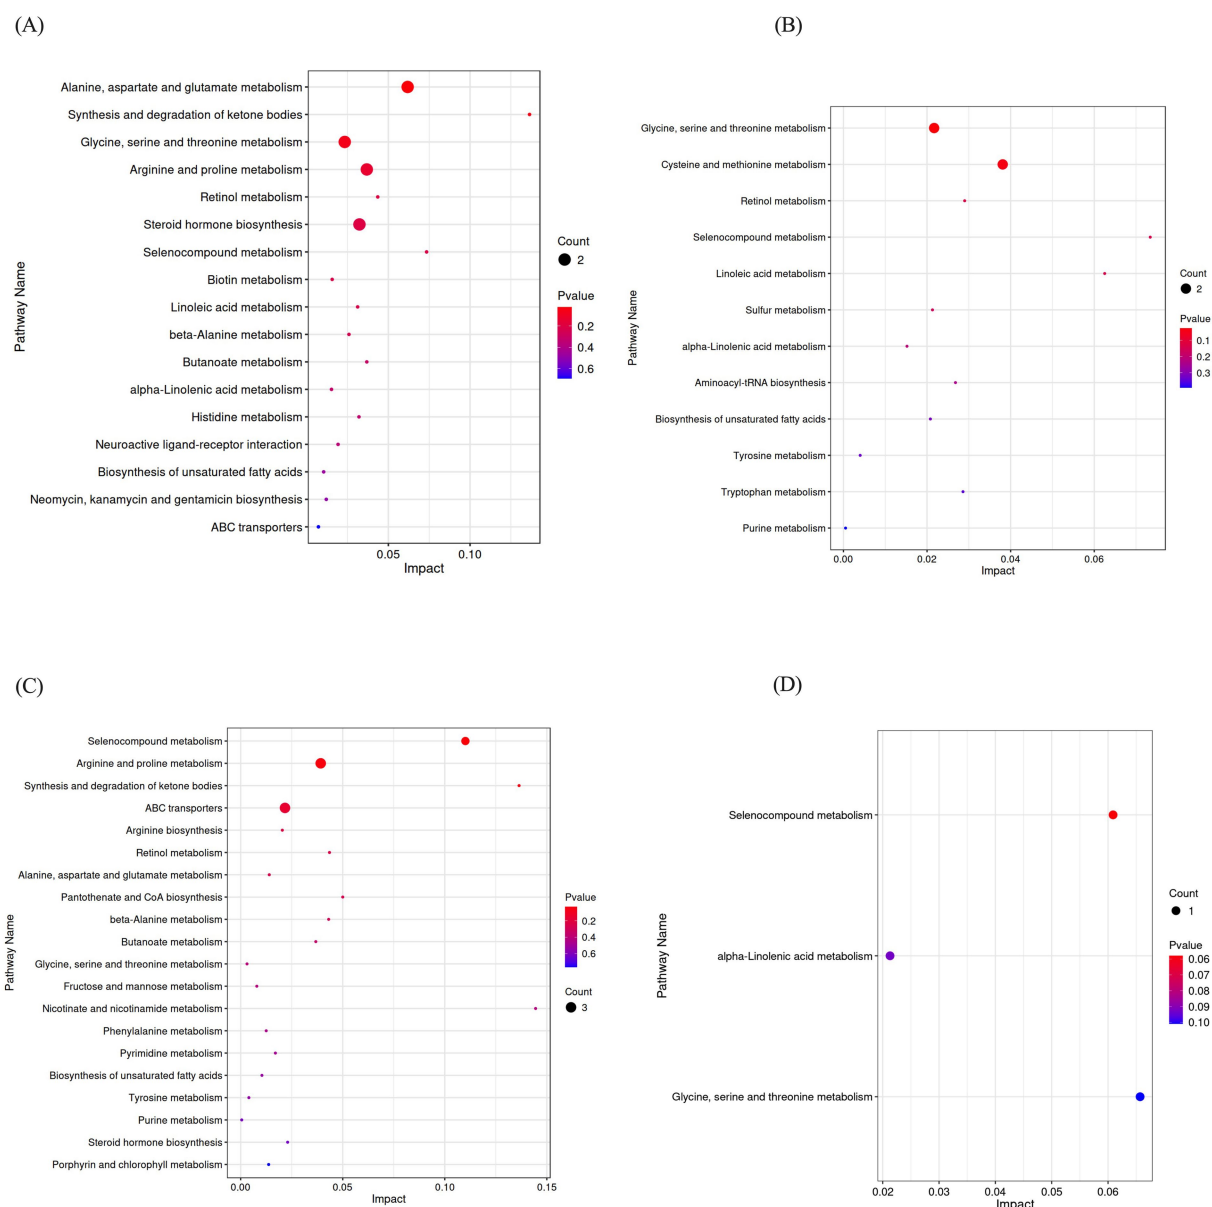 (A)
Alanine, aspartate and glutamate metabolism
Synthesis and degradation of ketone bodies
Glycine, serine and threonine metabolism
Arginine and proline metabolism
Retinol metabolism
Steroid hormone biosynthesis
Selenocompound metabolism
Biotin metabolism
Linoleic acid metabolism
beta-Alanine metabolism
Butanoate metabolism
alpha-Linolenic acid metabolism
Histidine metabolism
Neuroactive ligand-receptor interaction
Biosynthesis of unsaturated fatty acids
Neomycin, kanamycin and gentamicin biosynthesis
ABC transporters
Pathway Name
0.05 0.10
Impact
Count
2
Pvalue
0.2
0.4
0.6
(B)
Glycine, serine and threonine metabolism
Cysteine and methionine metabolism
Retinol metabolism
Selenocompound metabolism
Linoleic acid metabolism
Sulfur metabolism
alpha-Linolenic acid metabolism
Aminoacyl-tRNA biosynthesis
Biosynthesis of unsaturated fatty acids
Tyrosine metabolism
Tryptophan metabolism
Purine metabolism
Pathway Name
0.00 0.02 0.04 0.06
Impact
Count
2
Pvalue
0.1
0.2
0.3
(C)
Selenocompound metabolism
Arginine and proline metabolism
Synthesis and degradation of ketone bodies
ABC transporters
Arginine biosynthesis
Retinol metabolism
Alanine, aspartate and glutamate metabolism
Pantothenate and CoA biosynthesis
beta-Alanine metabolism
Butanoate metabolism
Glycine, serine and threonine metabolism
Fructose and mannose metabolism
Nicotinate and nicotinamide metabolism
Phenylalanine metabolism
Pyrimidine metabolism
Biosynthesis of unsaturated fatty acids
Tyrosine metabolism
Purine metabolism
Steroid hormone biosynthesis
Porphyrin and chlorophyll metabolism
Pathway Name
0.00 0.05 0.10 0.15
Impact
Pvalue
0.2
0.4
0.6
Count
3
(D)
Selenocompound metabolism
alpha-Linolenic acid metabolism
Glycine, serine and threonine metabolism
Pathway Name
0.02 0.03 0.04 0.05 0.06
Impact
Count
1
Pvalue
0.06
0.07
0.08
0.09
0.10